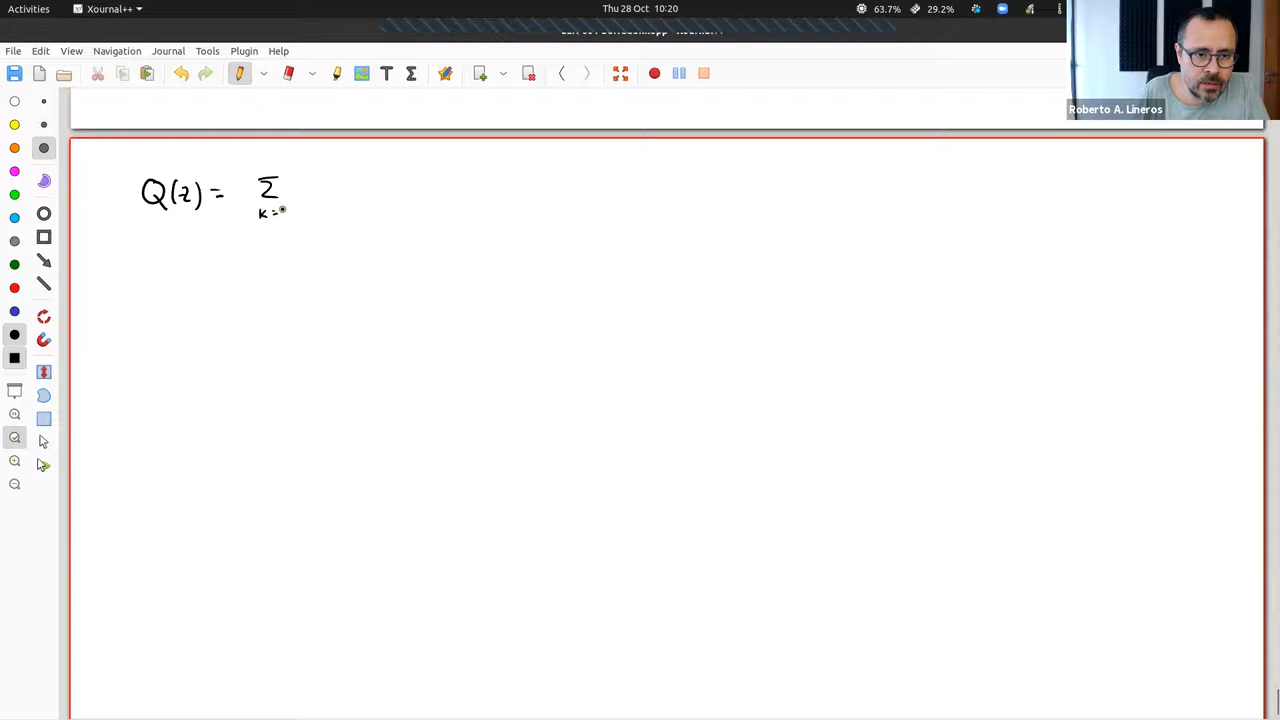 Activities
Xournal++
Thu 28 Oct 10:20
63.7%
29.2%
File Edit View Navigation Journal Tools Plugin Help
Roberto A. Lineros
Q(z) = Σ
k=